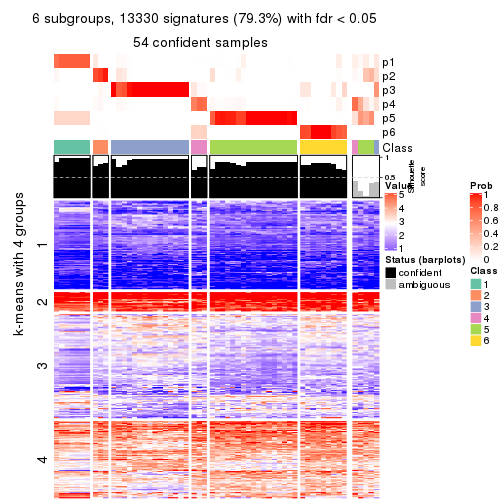 6 subgroups, 13330 signatures (79.3%) with fdr < 0.05
54 confident samples
p1
p2
p3
p4
p5
p6
Class
1
0.5
0
Silhouette
score
k-means with 4 groups
1
2
3
4
Value
5
4
3
2
1
Status (barplots)
confident
ambiguous
Prob
1
0.8
0.6
0.4
0.2
0
Class
1
2
3
4
5
6